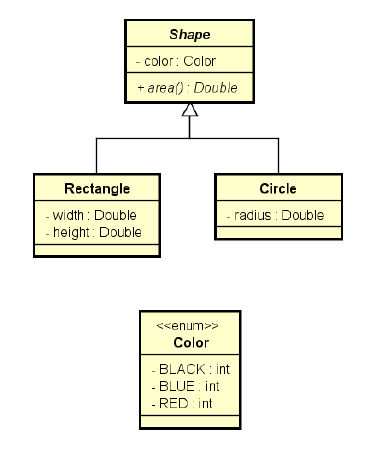 Shape
- color : Color
+ area() : Double
Rectangle
- width : Double
- height : Double
Circle
- radius : Double
<<enum>>
Color
- BLACK : int
- BLUE : int
- RED : int